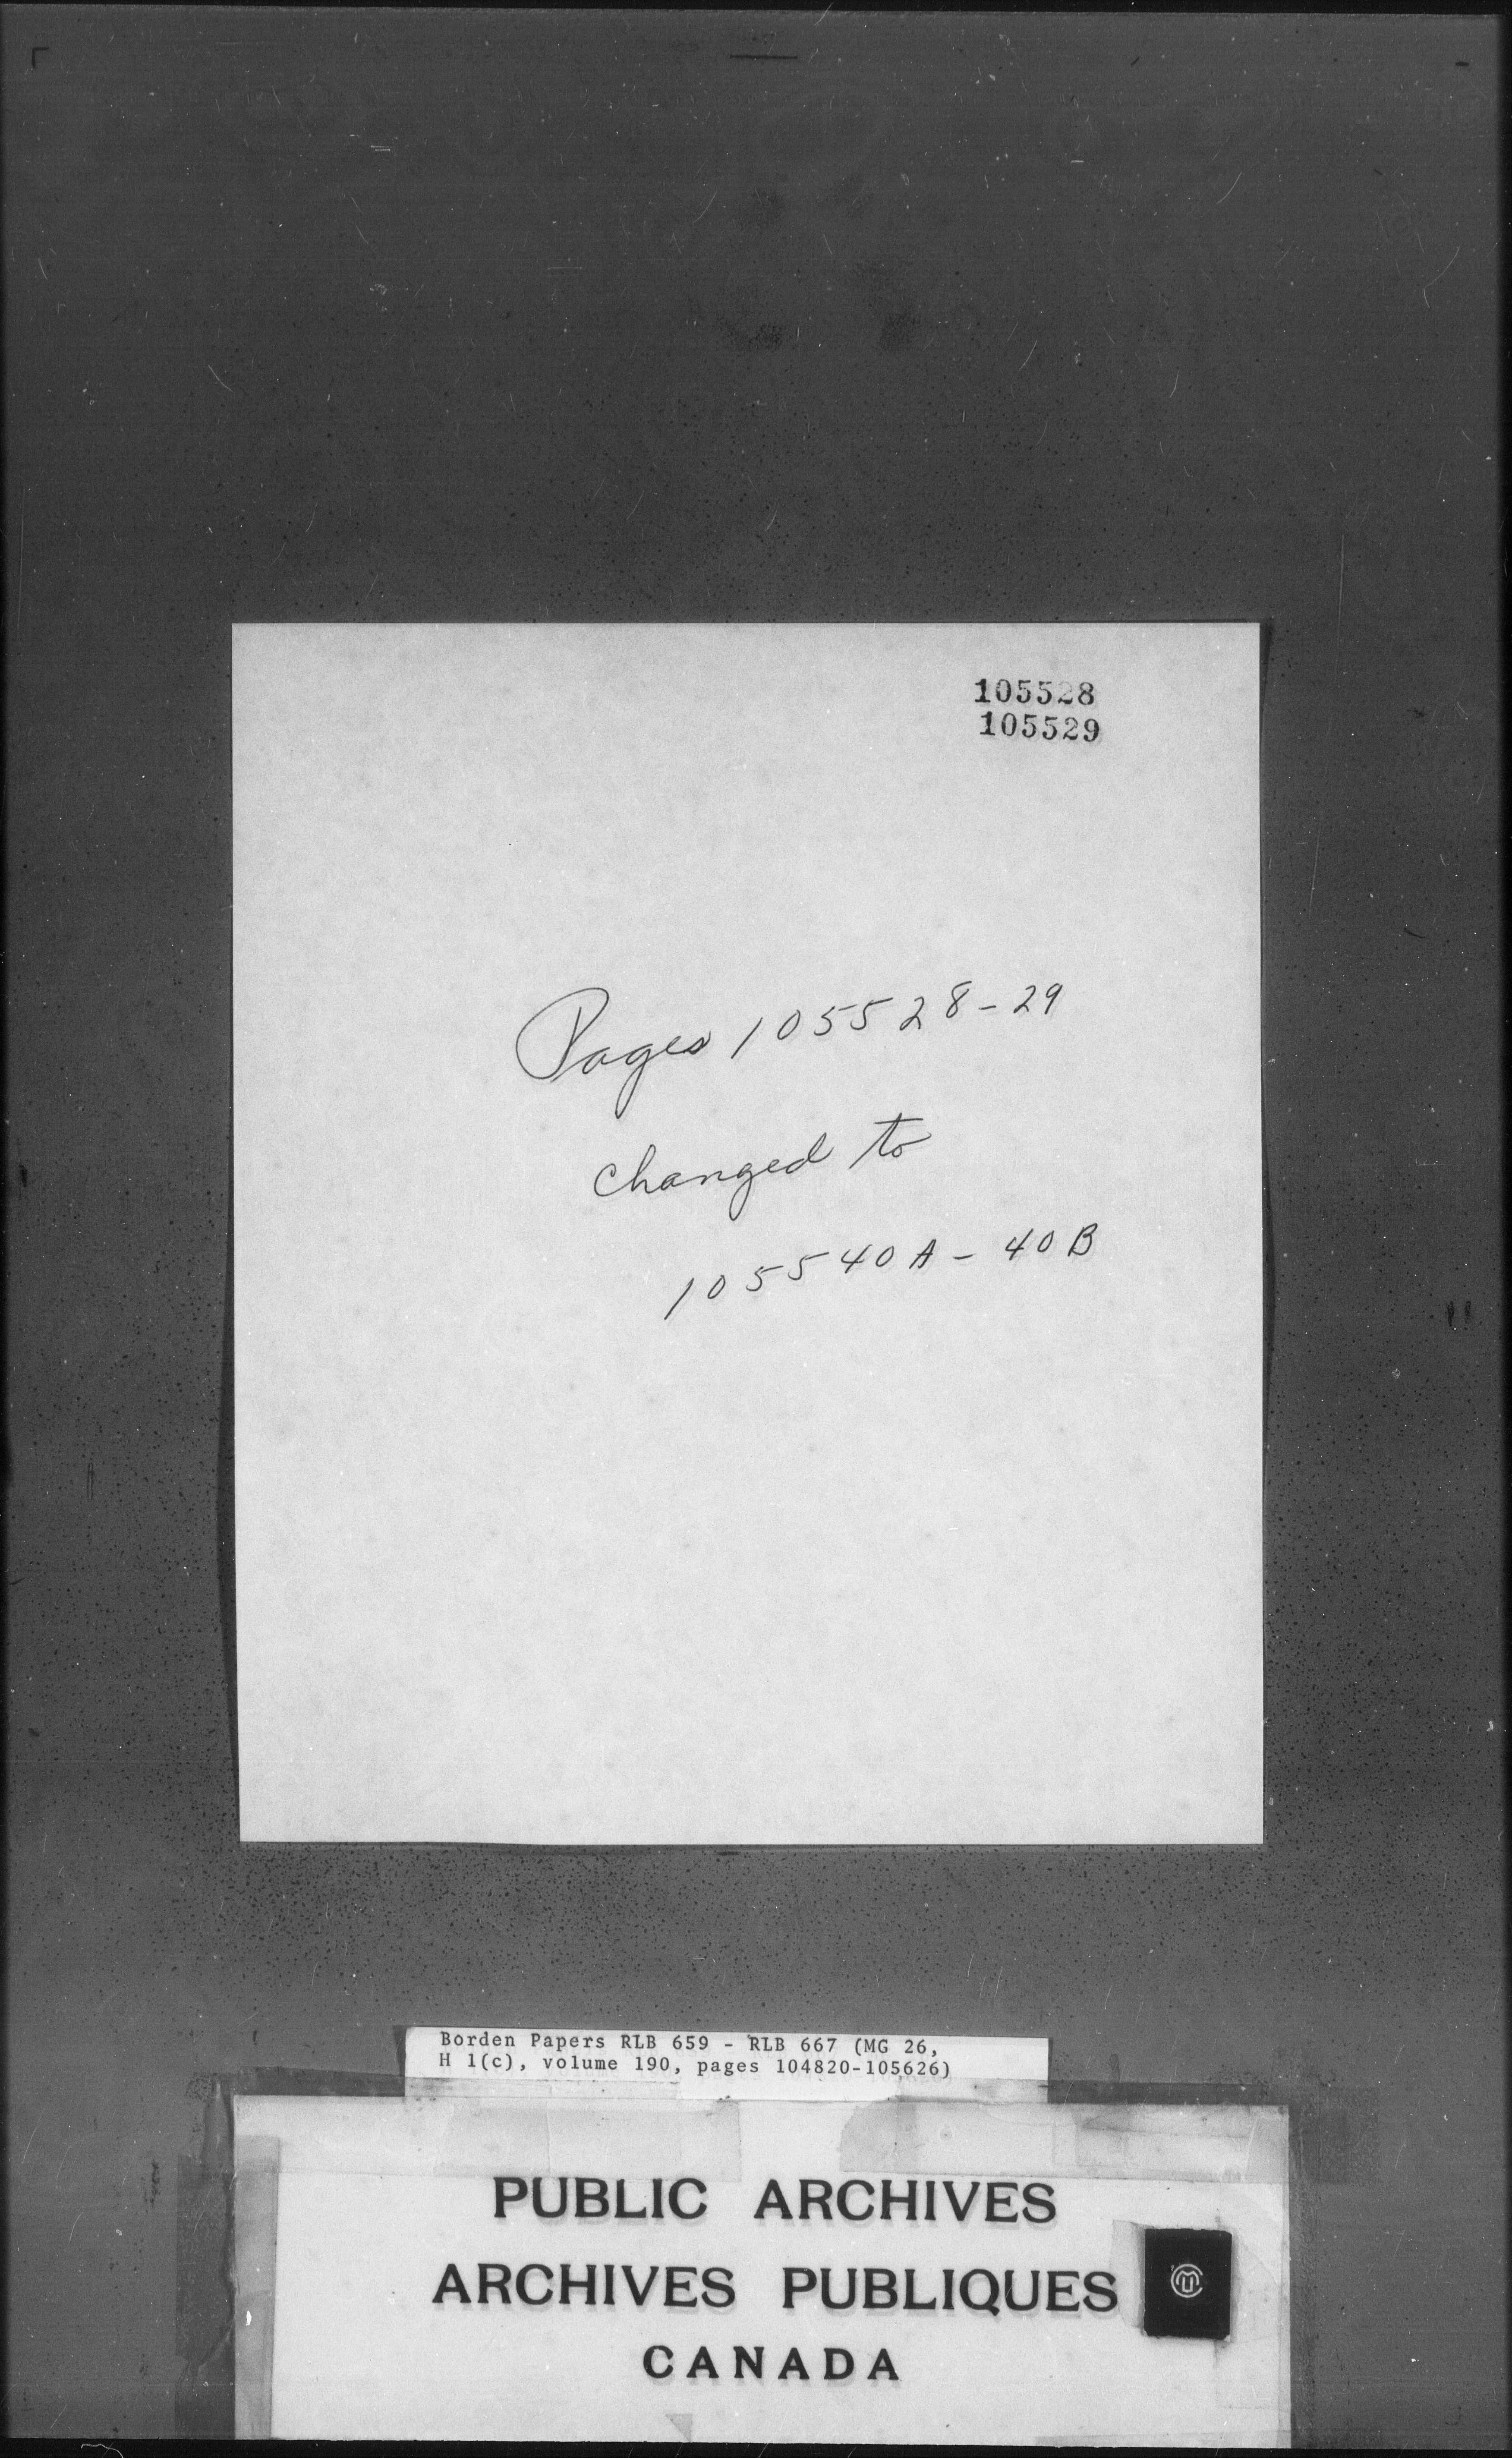 105528
105529
Pages 105528-29
changed to
105540A - 40B
Borden Papers RLB 659 - RLB 667 (MG 26,
H 1(c), volume 190, pages 104820-105626)
PUBLIC ARCHIVES
ARCHIVES PUBLIQUES
CANADA